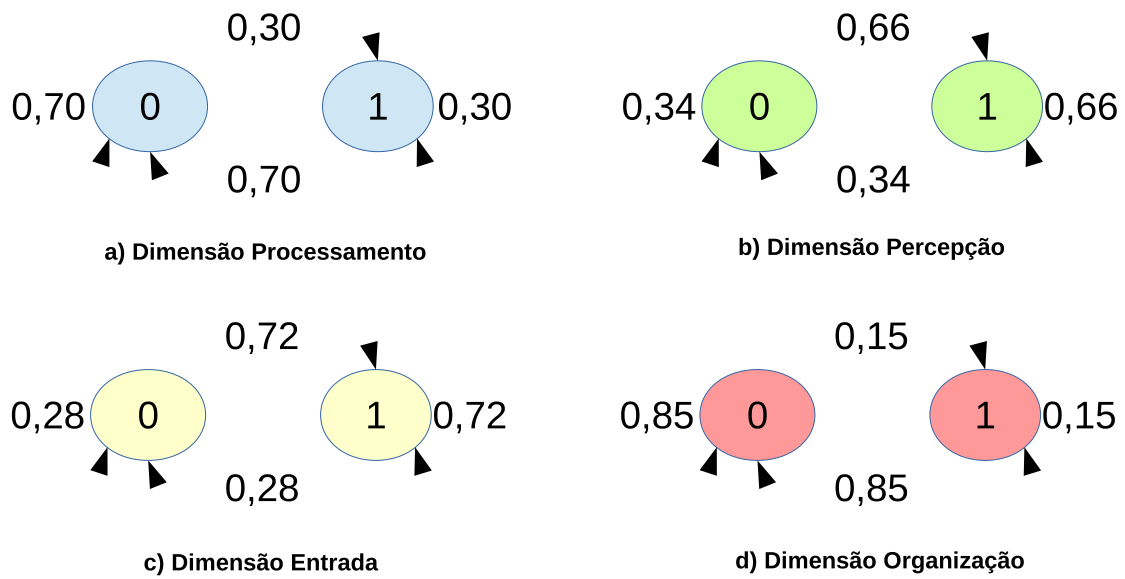 0,30
0,70 0 1 0,30
0,70
a) Dimensão Processamento
0,66
0,34 0 1 0,66
0,34
b) Dimensão Percepção
0,72
0,28 0 1 0,72
0,28
c) Dimensão Entrada
0,15
0,85 0 1 0,15
0,85
d) Dimensão Organização